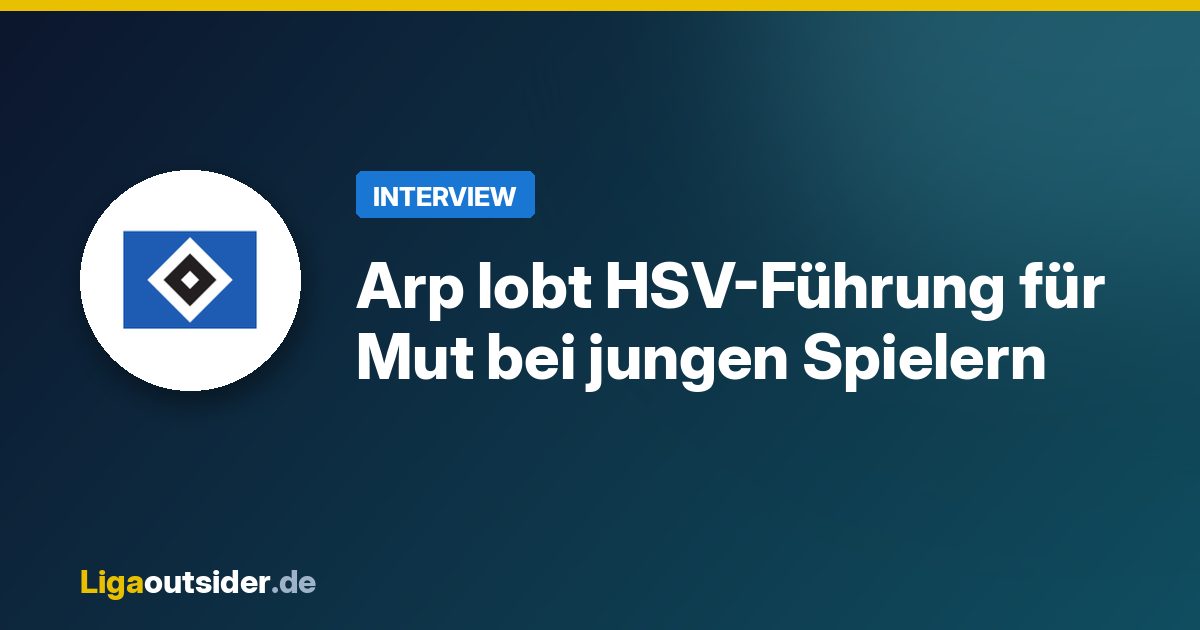 INTERVIEW
Arp lobt HSV-Führung für
Mut bei jungen Spielern
Ligaoutsider.de